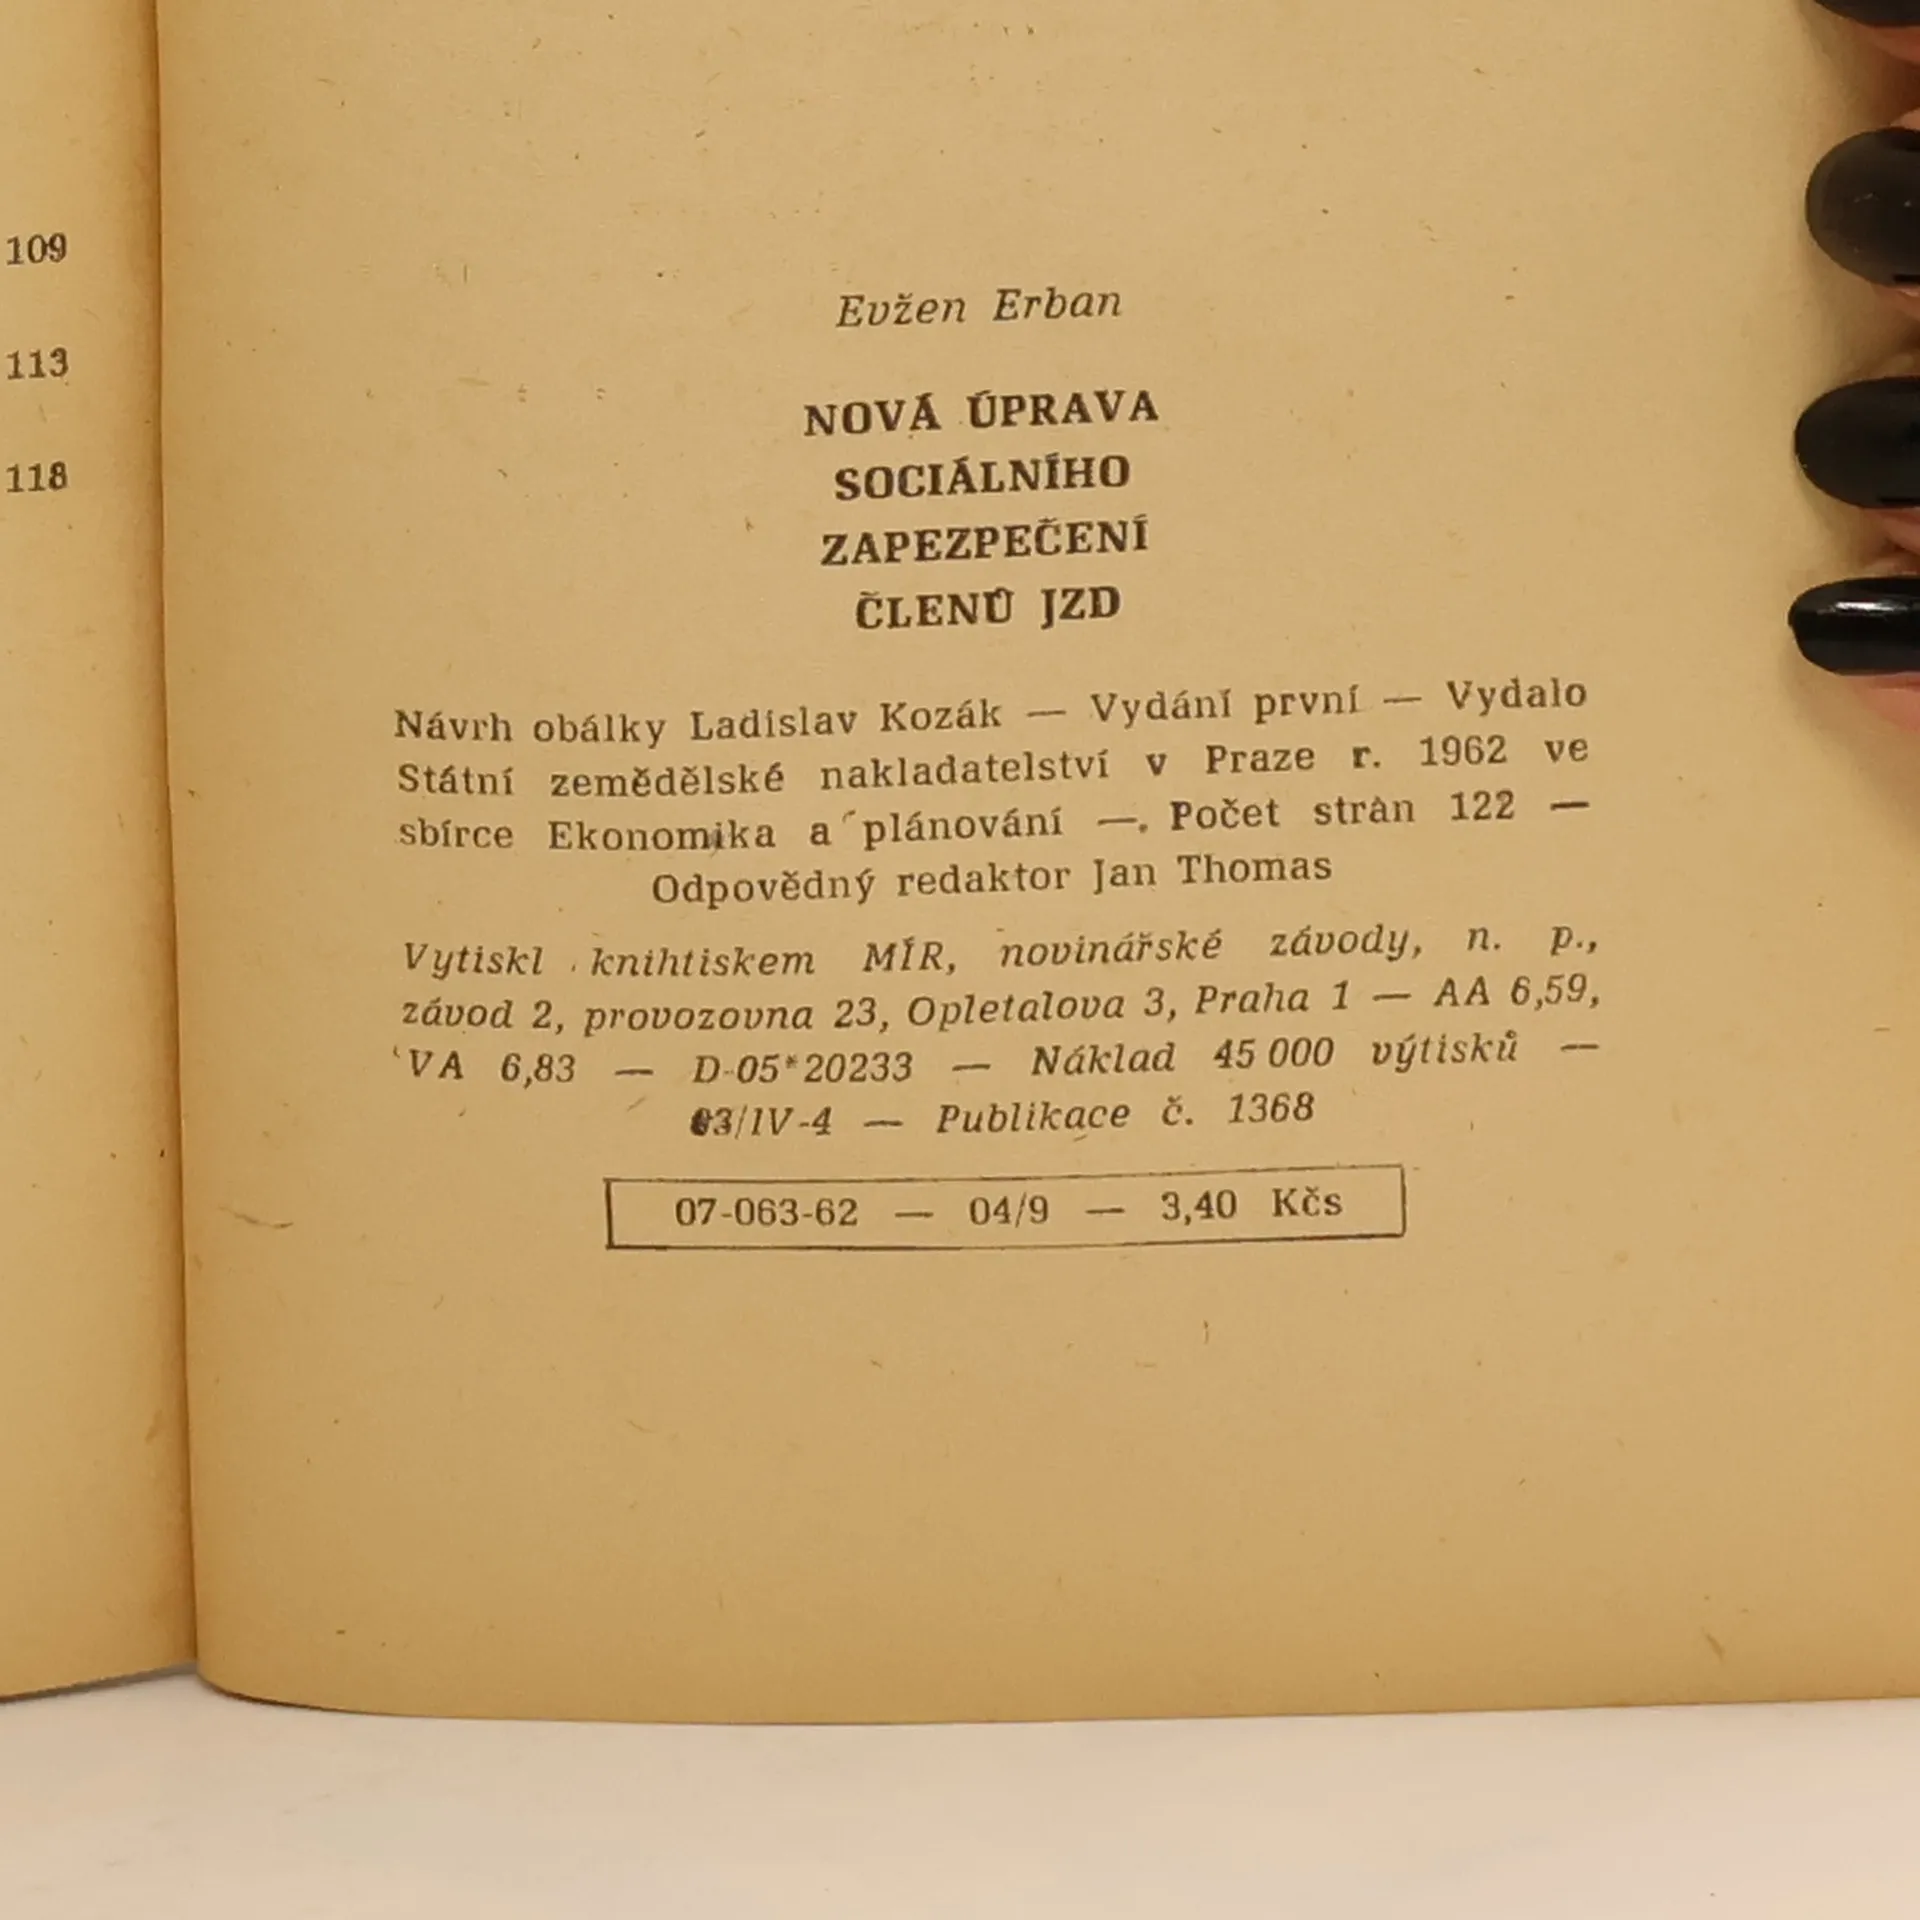 109
113
118
Evžen Erban
NOVÁ ÚPRAVA
SOCIÁLNÍHO
ZAPEZPEČENÍ
ČLENŮ JZD
Návrh obálky Ladislav Kozák — Vydání první — Vydalo
Státní zemědělské nakladatelství v Praze r. 1962 ve
sbírce Ekonomika a plánování — Počet stran 122 —
Odpovědný redaktor Jan Thomas
Vytiskl knihtiskem MÍR, novinářské závody, n. p.,
závod 2, provozovna 23, Opletalova 3, Praha 1 — AA 6,59,
VA 6,83 — D-05*20233 — Náklad 45 000 výtisků —
03/IV-4 — Publikace č. 1368
07-063-62 — 04/9 — 3,40 Kčs